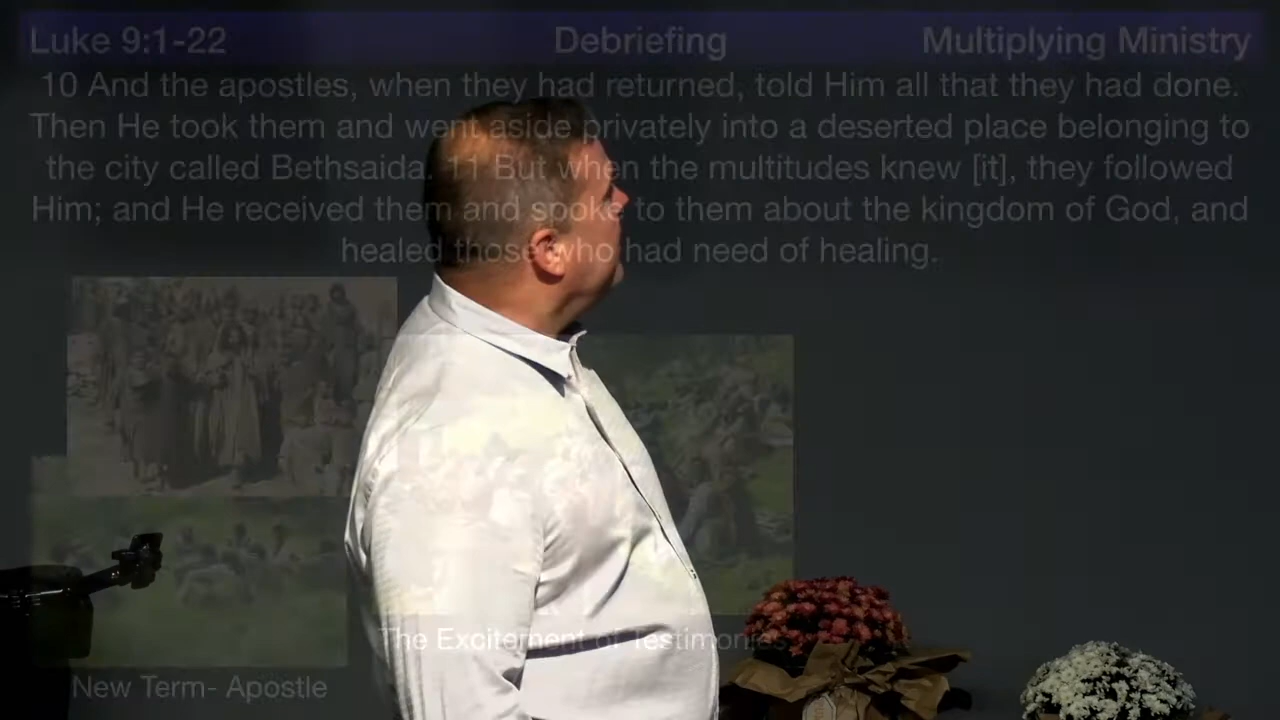 Luke 9:1-22 Debriefing Multiplying Ministry
10 And the apostles, when they had returned, told Him all that they had done.
Then He took them and went aside privately into a deserted place belonging to
the city called Bethsaida. 11 But when the multitudes knew [it], they followed
Him; and He received them and spoke to them about the kingdom of God, and
healed those who had need of healing.
The Excitement of Testimonies
New Term- Apostle